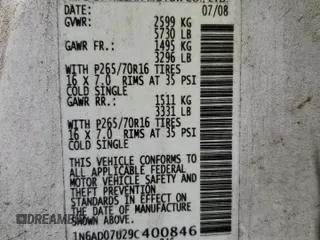 DATE: 07/08
GVWR: 2599 KG
5730 LB
GAWR FR.: 1495 KG
3296 LB
WITH P265/70R16 TIRES
16 X 7.0 RIMS AT 35 PSI
COLD SINGLE
GAWR RR.: 1511 KG
3331 LB
WITH P265/70R16 TIRES
16 X 7.0 RIMS AT 35 PSI
COLD SINGLE
THIS VEHICLE CONFORMS TO
ALL APPLICABLE FEDERAL
MOTOR VEHICLE SAFETY AND
THEFT PREVENTION
STANDARDS IN EFFECT ON
THE DATE OF MANUFACTURE
SHOWN ABOVE.
1N6AD07U29C400846